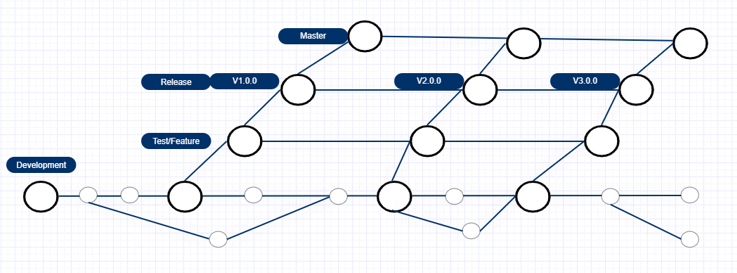 Master
Release
V1.0.0
V2.0.0
V3.0.0
Test/Feature
Development